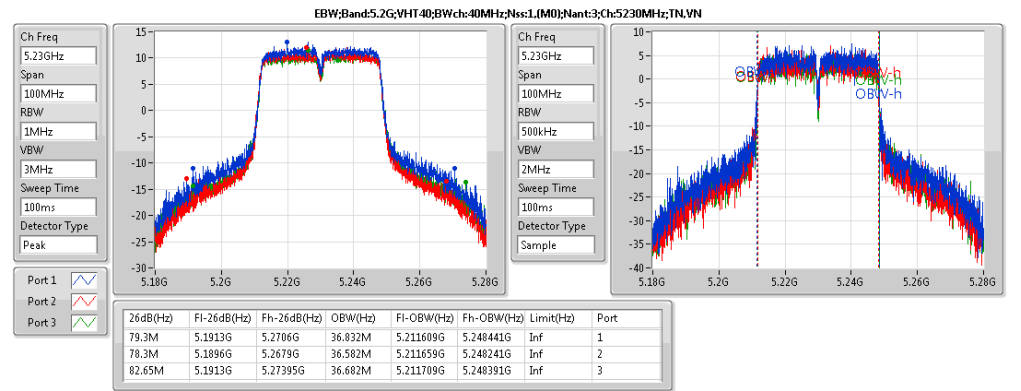 EBW;Band:5.2G;VHT40;BWch:40MHz;Nss:1,(M0);Nant:3;Ch:5230MHz;TN,VN
Ch Freq
5.23GHz
Span
100MHz
RBW
1MHz
VBW
3MHz
Sweep Time
100ms
Detector Type
Peak
15
10
5
0
-5
-10
-15
-20
-25
-30
5.18G 5.2G 5.22G 5.24G 5.26G 5.28G
Ch Freq
5.23GHz
Span
100MHz
RBW
500kHz
VBW
2MHz
Sweep Time
100ms
Detector Type
Sample
10
5
0
-5
-10
-15
-20
-25
-30
-35
-40
OBW-h
OBW-h
5.18G 5.2G 5.22G 5.24G 5.26G 5.28G
Port 1
Port 2
Port 3
26dB(Hz) Fl-26dB(Hz) Fh-26dB(Hz) OBW(Hz) Fl-OBW(Hz) Fh-OBW(Hz) Limit(Hz) Port
79.3M 5.1913G 5.2706G 36.832M 5.211609G 5.248441G Inf 1
78.3M 5.1896G 5.2679G 36.582M 5.211659G 5.248241G Inf 2
82.65M 5.1913G 5.27395G 36.682M 5.211709G 5.248391G Inf 3